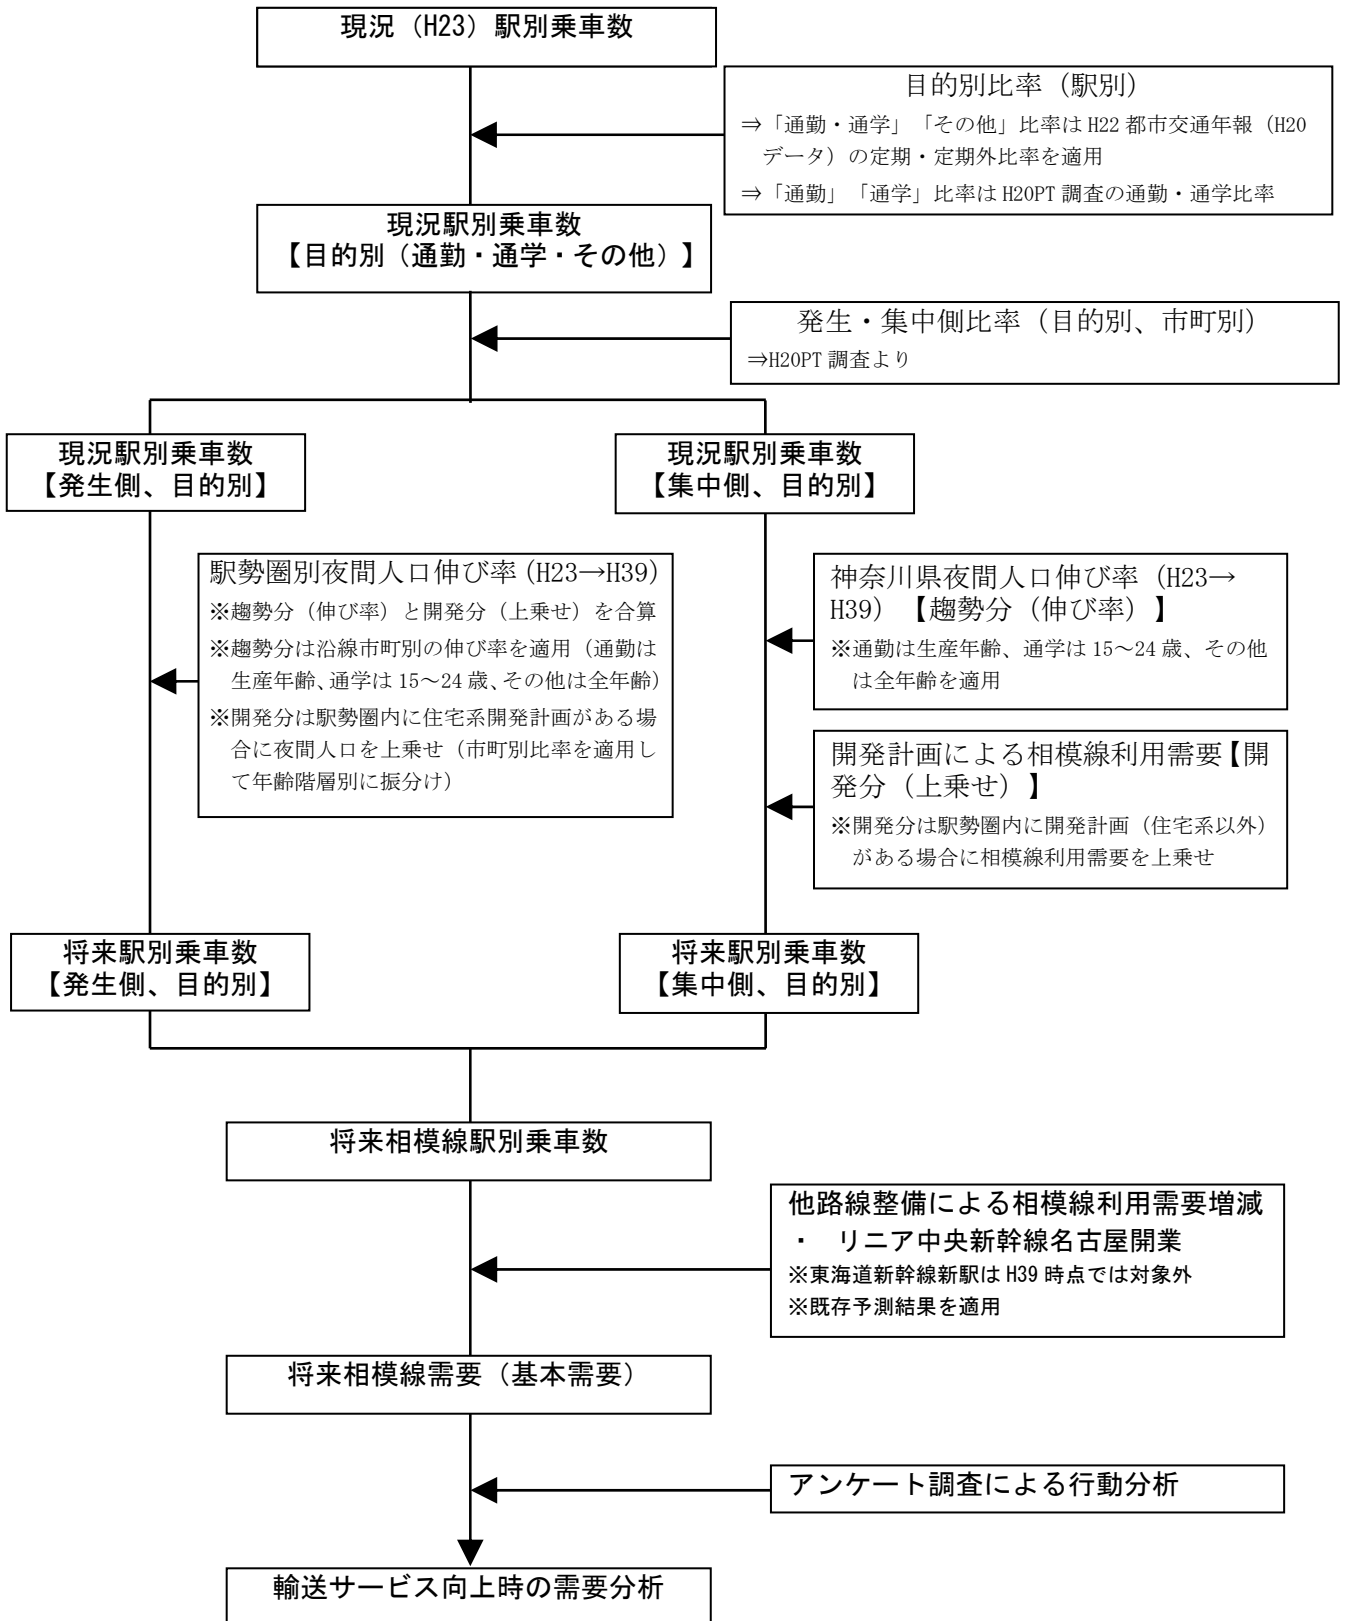 現況（H23）駅別乗車数
目的別比率（駅別）
⇒「通勤・通学」「その他」比率は H22 都市交通年報（H20
データ）の定期・定期外比率を適用
⇒「通勤」「通学」比率は H20PT 調査の通勤・通学比率
現況駅別乗車数
【目的別（通勤・通学・その他）】
発生・集中側比率（目的別、市町別）
⇒H20PT 調査より
現況駅別乗車数
【発生側、目的別】
現況駅別乗車数
【集中側、目的別】
駅勢圏別夜間人口伸び率（H23→H39）
※趨勢分（伸び率）と開発分（上乗せ）を合算
※趨勢分は沿線市町別の伸び率を適用（通勤は
生産年齢、通学は 15～24 歳、その他は全年齢）
※開発分は駅勢圏内に住宅系開発計画がある場
合に夜間人口を上乗せ（市町別比率を適用し
て年齢階層別に振分け）
神奈川県夜間人口伸び率（H23→
H39）【趨勢分（伸び率）】
※通勤は生産年齢、通学は 15～24 歳、その他
は全年齢を適用
開発計画による相模線利用需要【開
発分（上乗せ）】
※開発分は駅勢圏内に開発計画（住宅系以外）
がある場合に相模線利用需要を上乗せ
将来駅別乗車数
【発生側、目的別】
将来駅別乗車数
【集中側、目的別】
将来相模線駅別乗車数
他路線整備による相模線利用需要増減
・ リニア中央新幹線名古屋開業
※東海道新幹線新駅は H39 時点では対象外
※既存予測結果を適用
将来相模線需要（基本需要）
アンケート調査による行動分析
輸送サービス向上時の需要分析